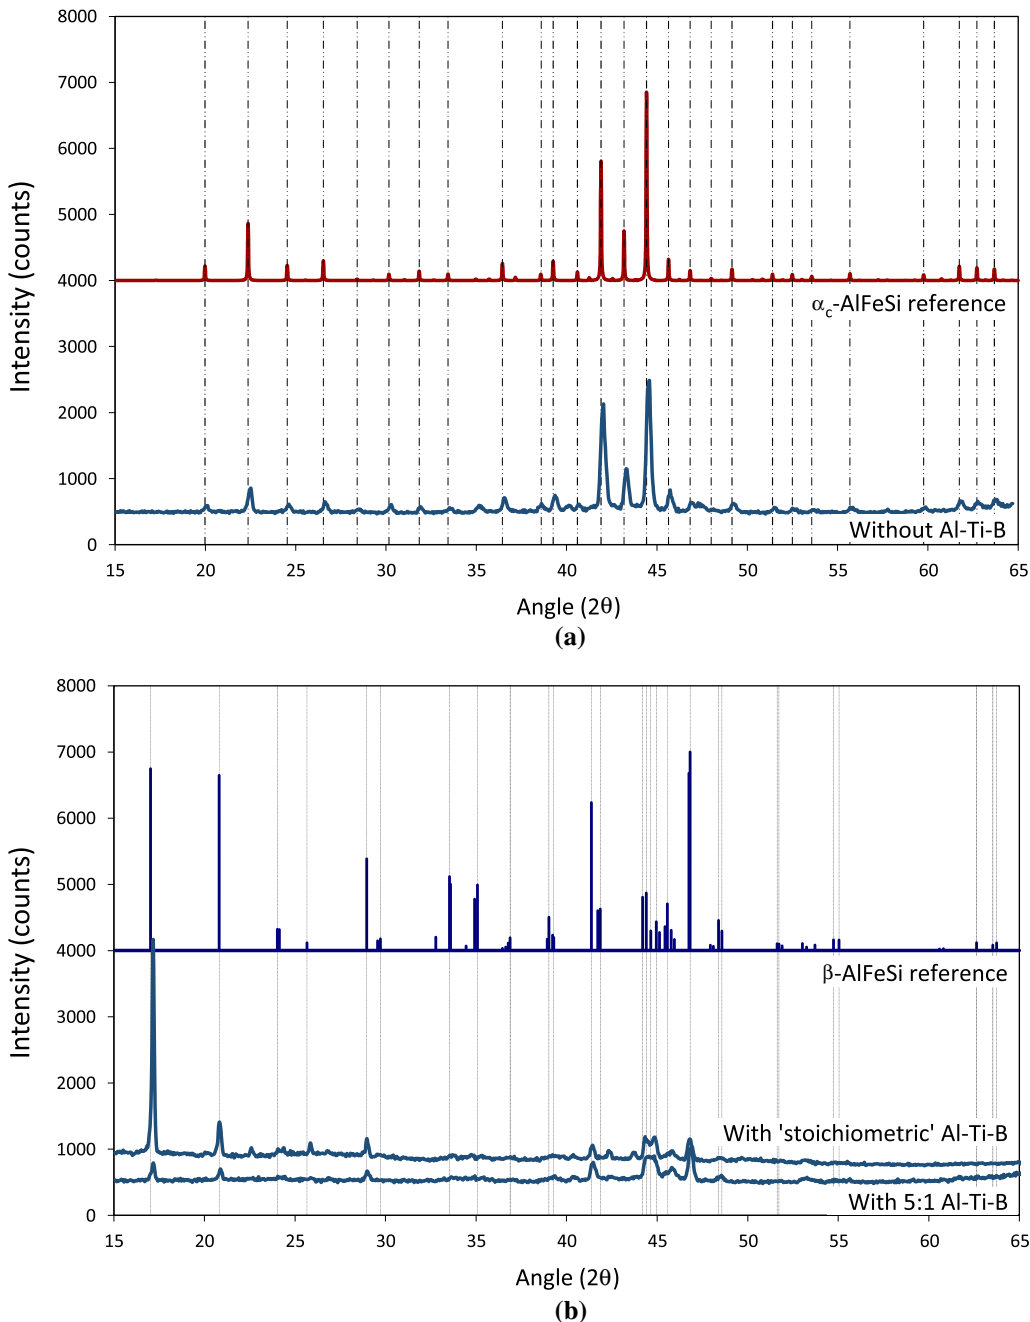 8000
7000
6000
5000
4000
3000
2000
1000
0
Intensity (counts)
α_c-AlFeSi reference
Without Al-Ti-B
15 20 25 30 35 40 45 50 55 60 65
Angle (2θ)
(a)
8000
7000
6000
5000
4000
3000
2000
1000
0
Intensity (counts)
β-AlFeSi reference
With 'stoichiometric' Al-Ti-B
With 5:1 Al-Ti-B
15 20 25 30 35 40 45 50 55 60 65
Angle (2θ)
(b)